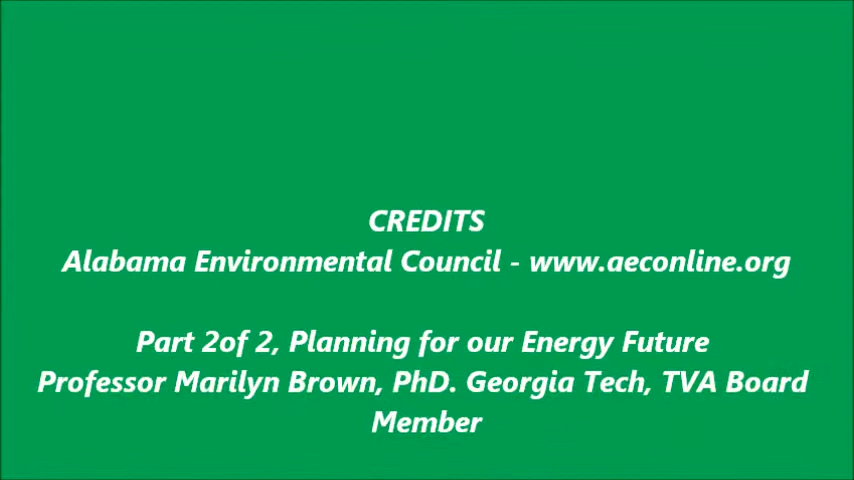 CREDITS
Alabama Environmental Council - www.aeconline.org
Part 2of 2, Planning for our Energy Future
Professor Marilyn Brown, PhD. Georgia Tech, TVA Board
Member